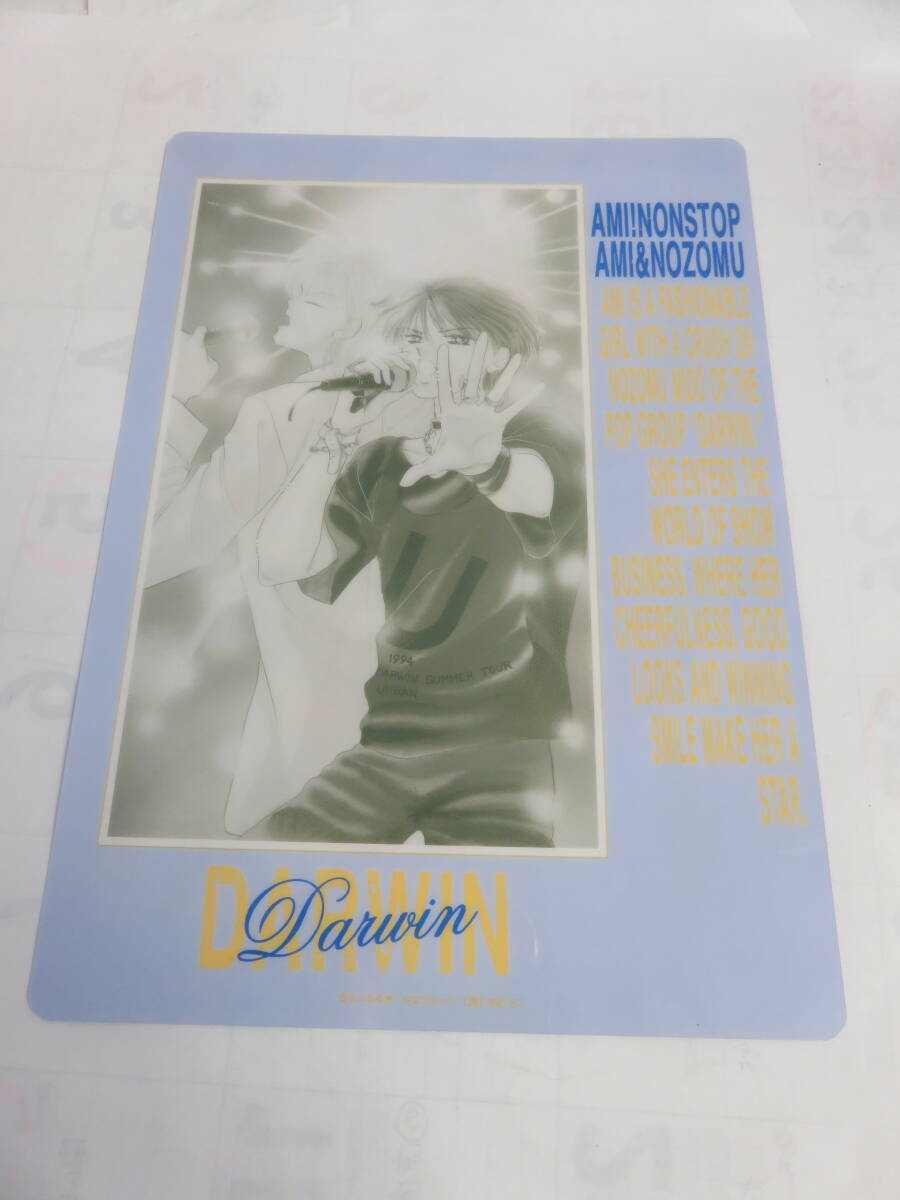 AMI!NONSTOP
AMI&NOZOMU
AMI IS A FASHIONABLE
GIRL WITH A CRUSH ON
NOZOMU MIDO OF THE
POP GROUP "DARWIN."
SHE ENTERS THE
WORLD OF SHOW
BUSINESS, WHERE HER
CHEERFULNESS, GOOD
LOOKS AND WINNING
SMILE MAKE HER A
STAR.
U
1994
DARWIN SUMMER TOUR
URBAN
DARWIN
Darwin